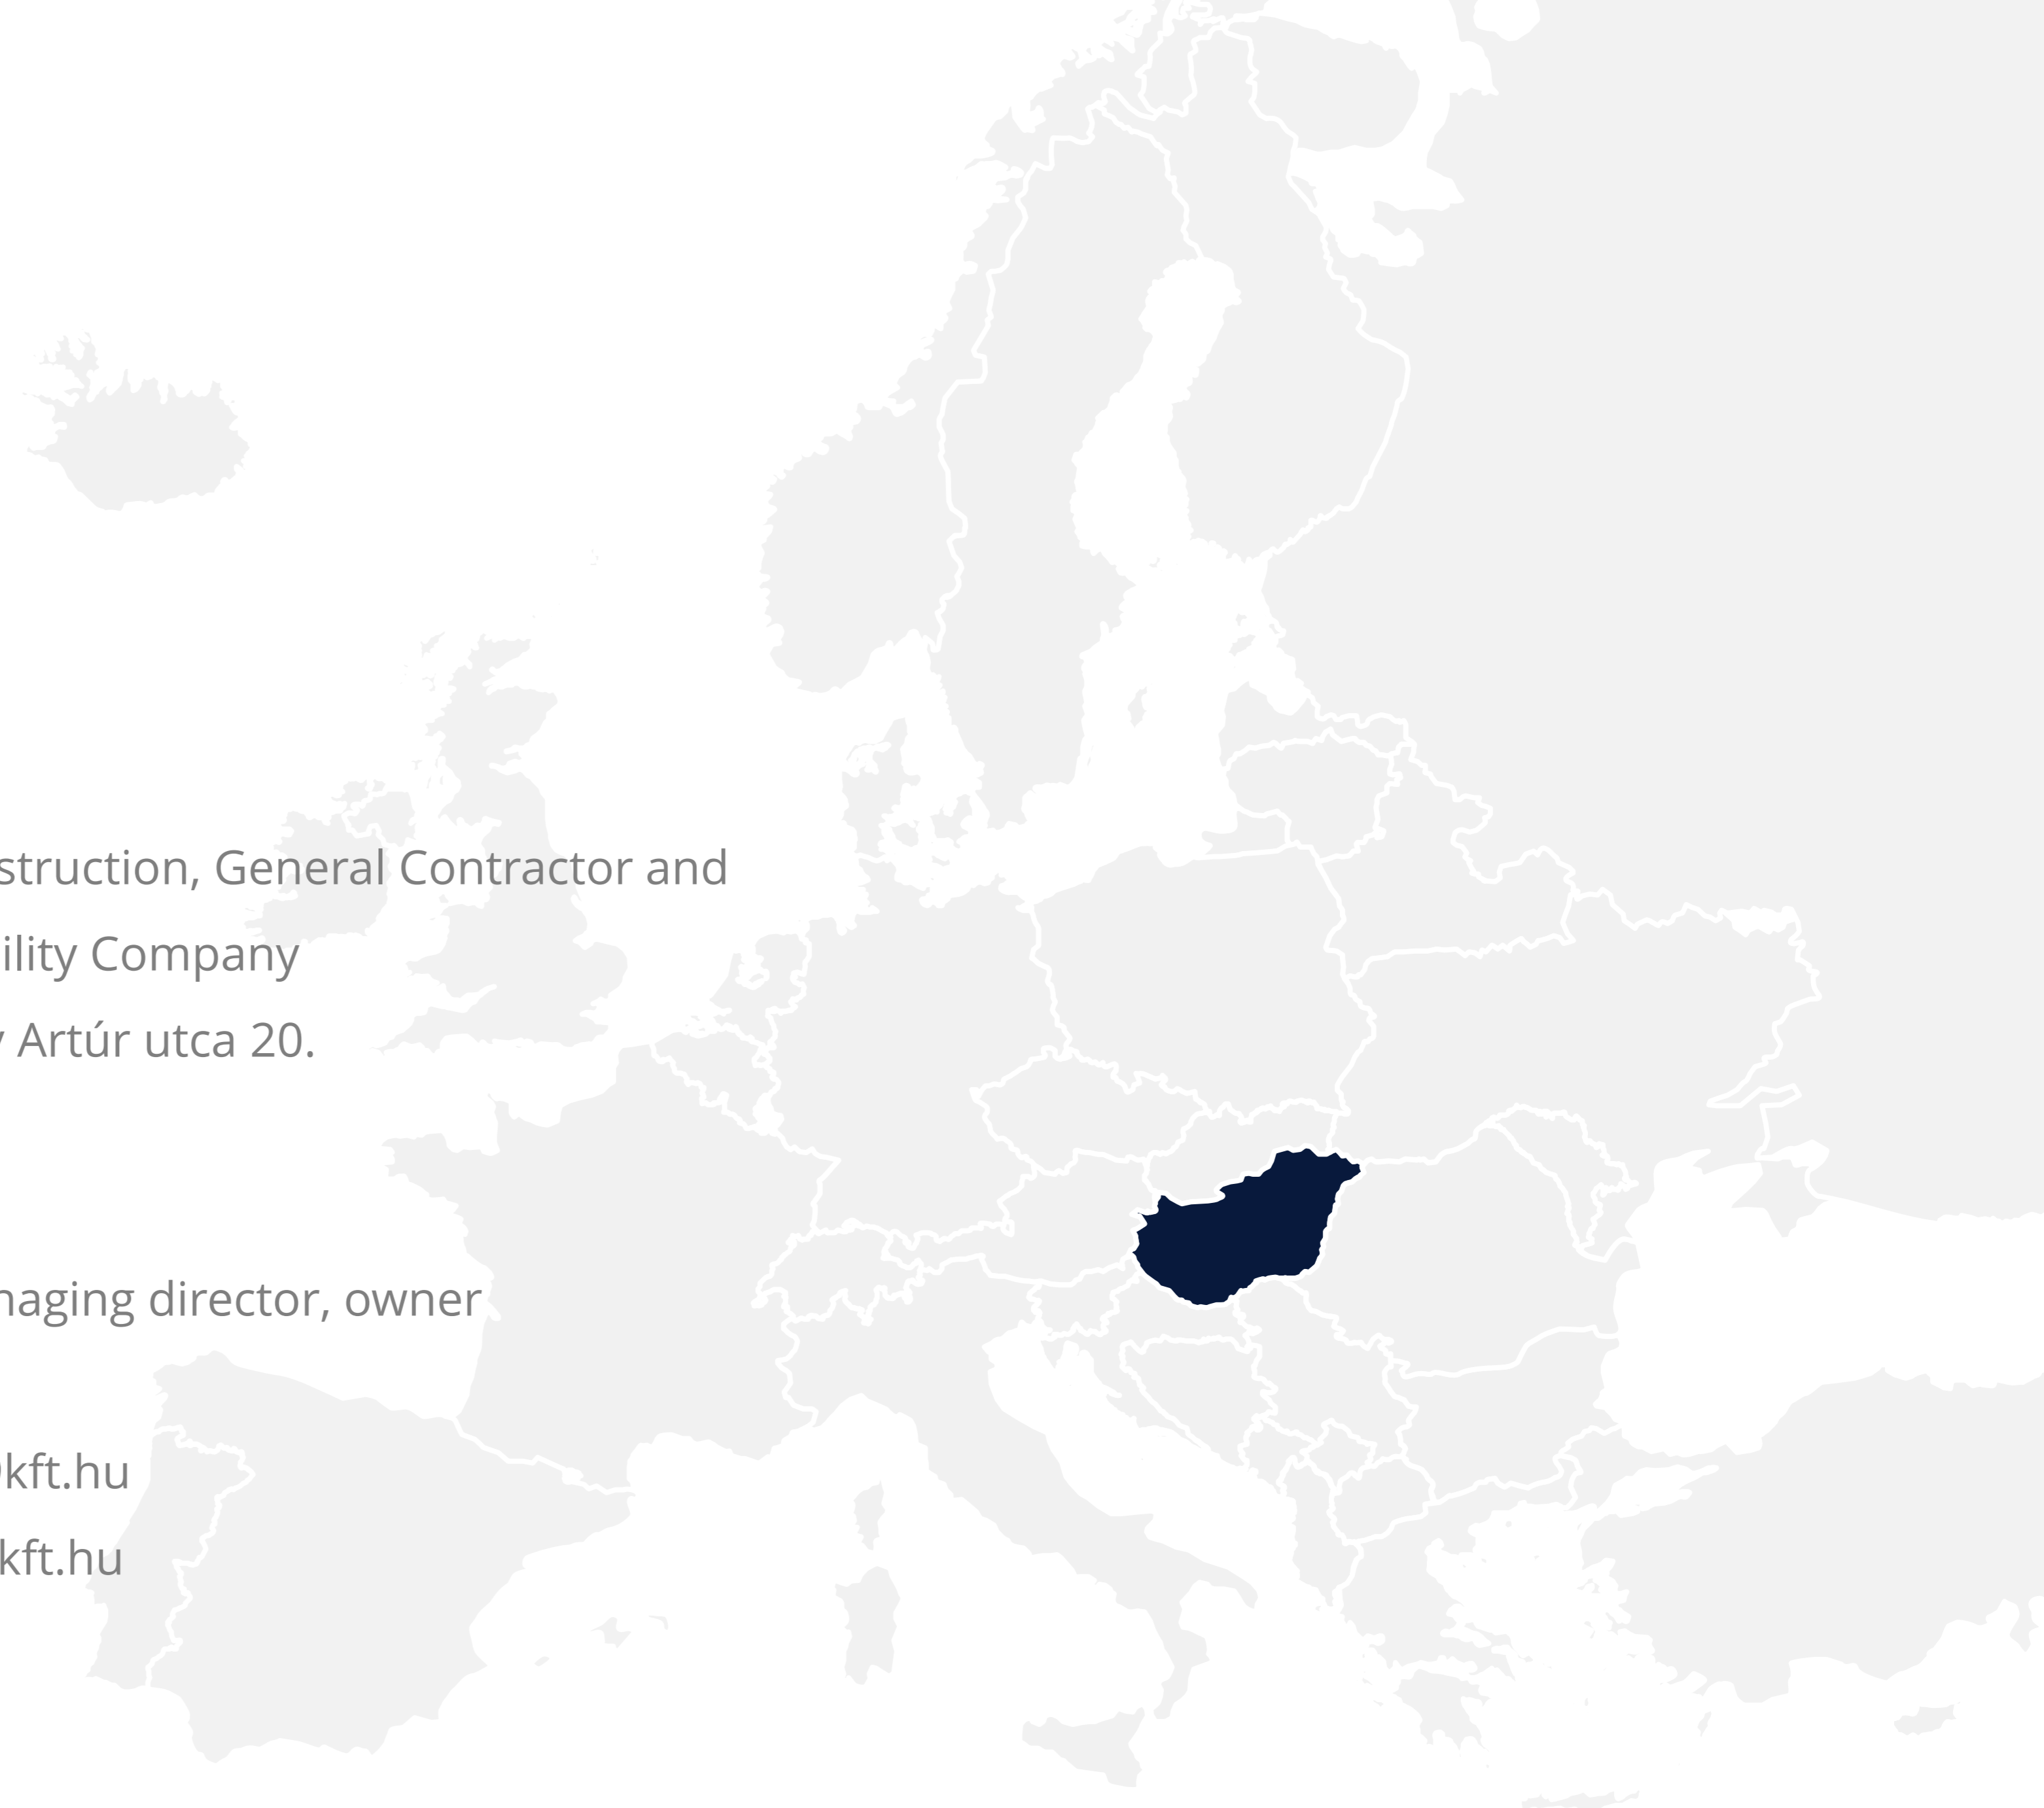 struction, General Contractor and
ility Company
Artúr utca 20.
naging director, owner
kft.hu
kft.hu